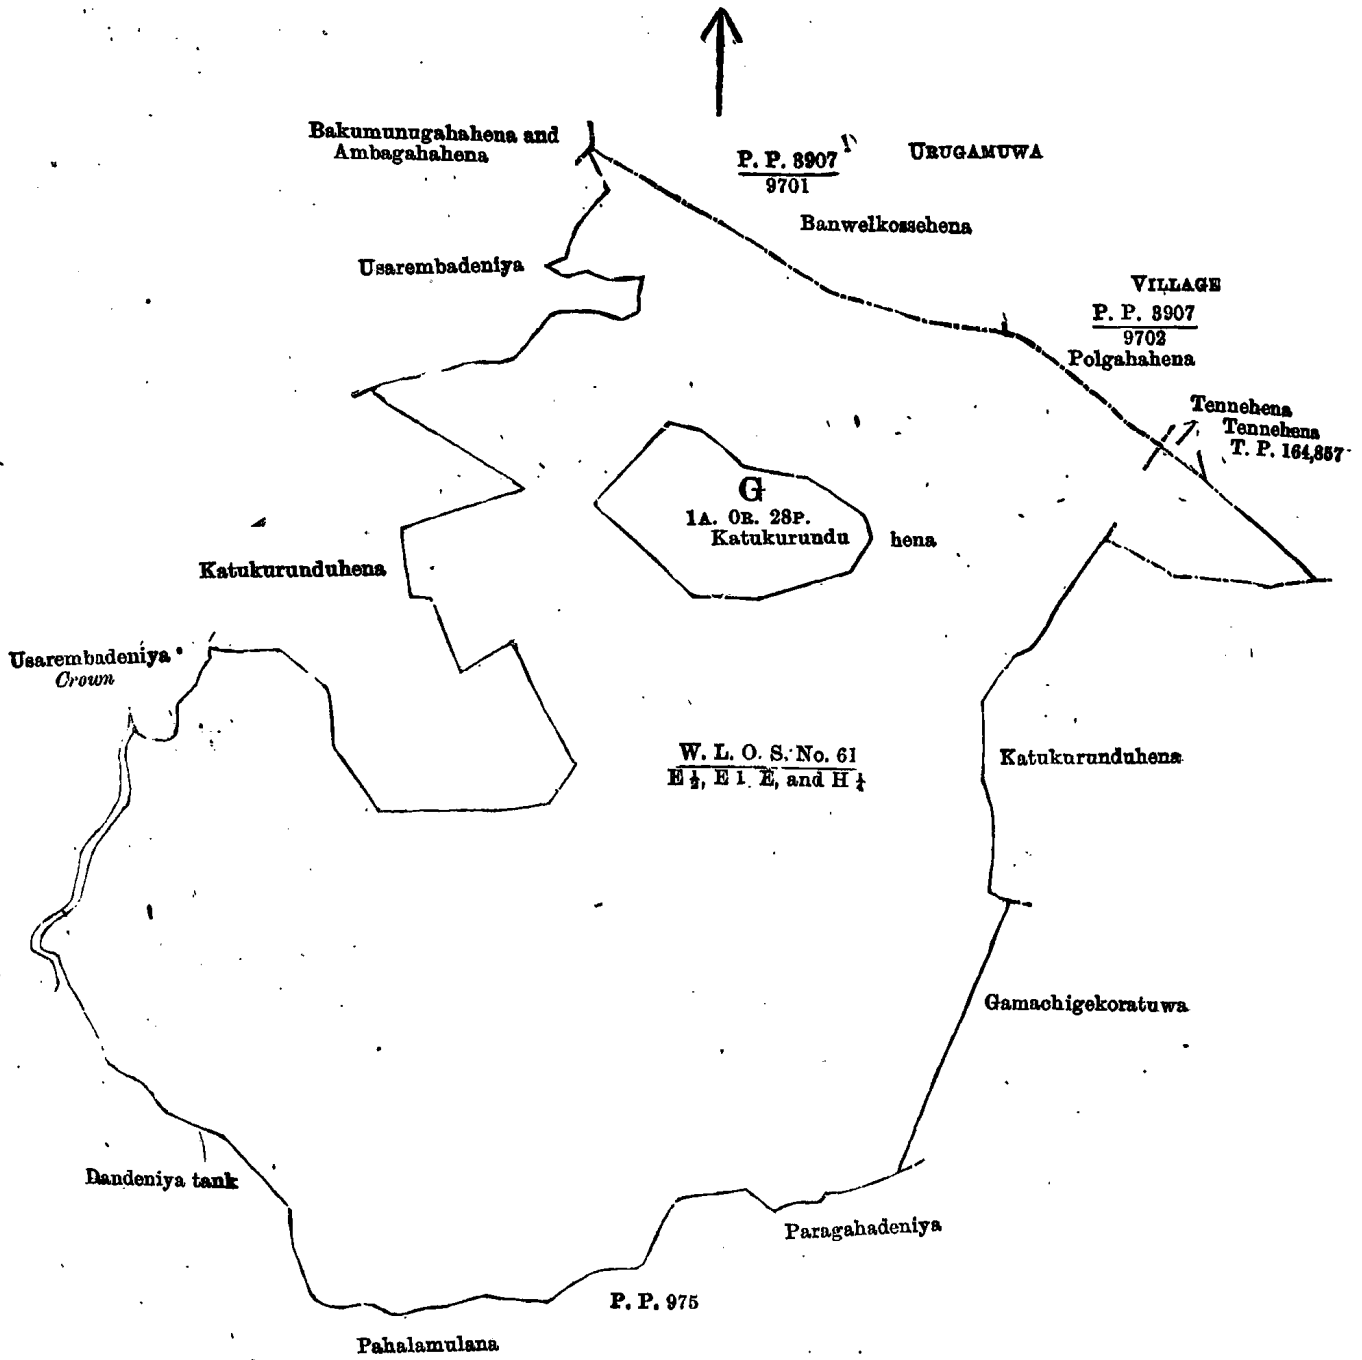 Bakumunugahahena and
Ambagahahena
P. P. 8907
9701
URUGAMUWA
Banwelkossehena
Usarembadeniya
VILLAGE
P. P. 8907
9702
Polgahahena
Tennehena
Tennehena
T. P. 164,857
G
1A. 0R. 28P.
Katukurundu hena
Katukurunduhena
Usarembadeniya
Crown
W. L. O. S. No. 61
E ½, E 1 E, and H ¼
Katukurunduhena
Gamachigekoratuwa
Dandeniya tank
Paragahadeniya
P. P. 975
Pahalamulana